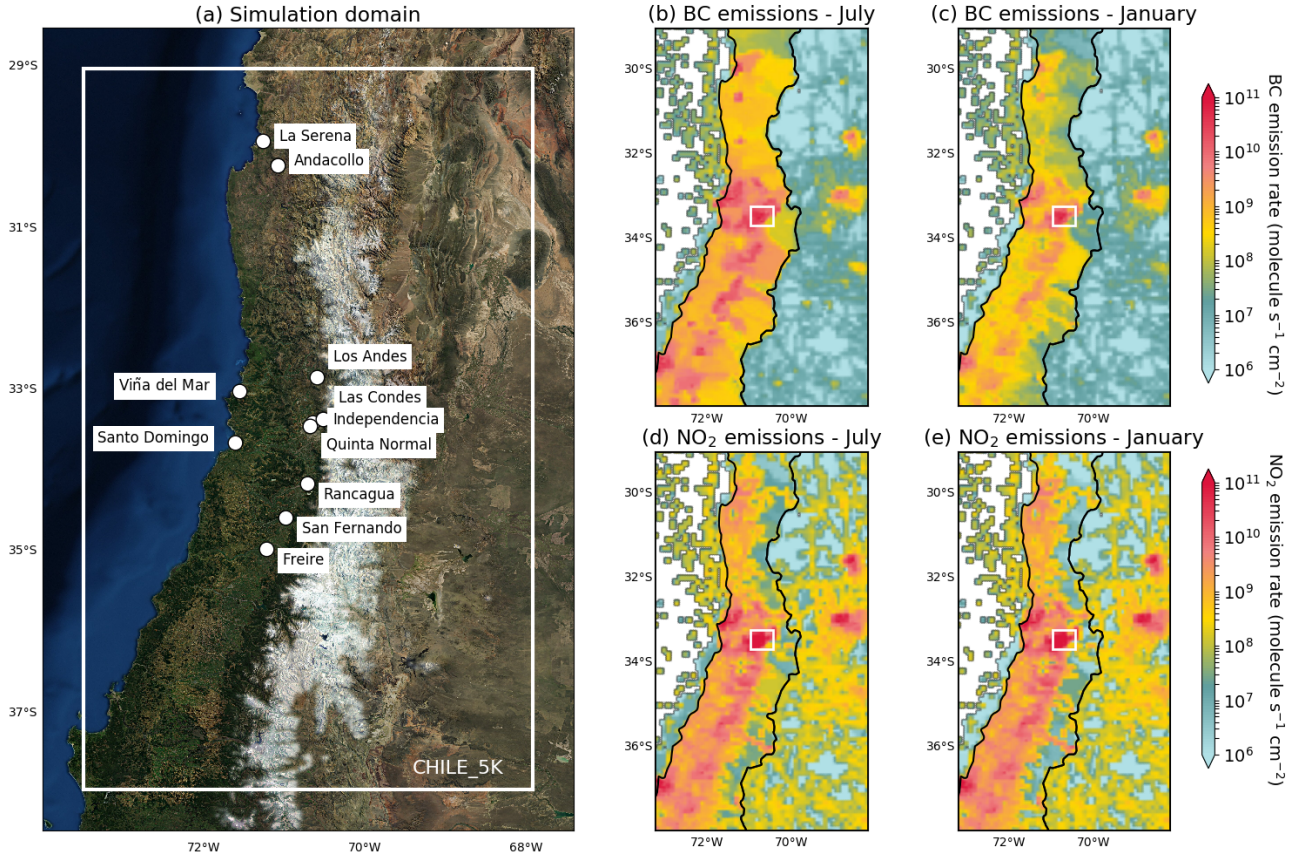 (a) Simulation domain
29°S
31°S
33°S
35°S
37°S
72°W
70°W
68°W
La Serena
Andacollo
Los Andes
Viña del Mar
Las Condes
Independencia
Santo Domingo
Quinta Normal
Rancagua
San Fernando
Freire
CHILE_5K
(b) BC emissions - July
30°S
32°S
34°S
36°S
72°W
70°W
(c) BC emissions - January
30°S
32°S
34°S
36°S
72°W
70°W
10¹¹
10¹⁰
10⁹
10⁸
10⁷
10⁶
BC emission rate (molecule s⁻¹ cm⁻²)
(d) NO₂ emissions - July
30°S
32°S
34°S
36°S
72°W
70°W
(e) NO₂ emissions - January
30°S
32°S
34°S
36°S
72°W
70°W
10¹¹
10¹⁰
10⁹
10⁸
10⁷
10⁶
NO₂ emission rate (molecule s⁻¹ cm⁻²)